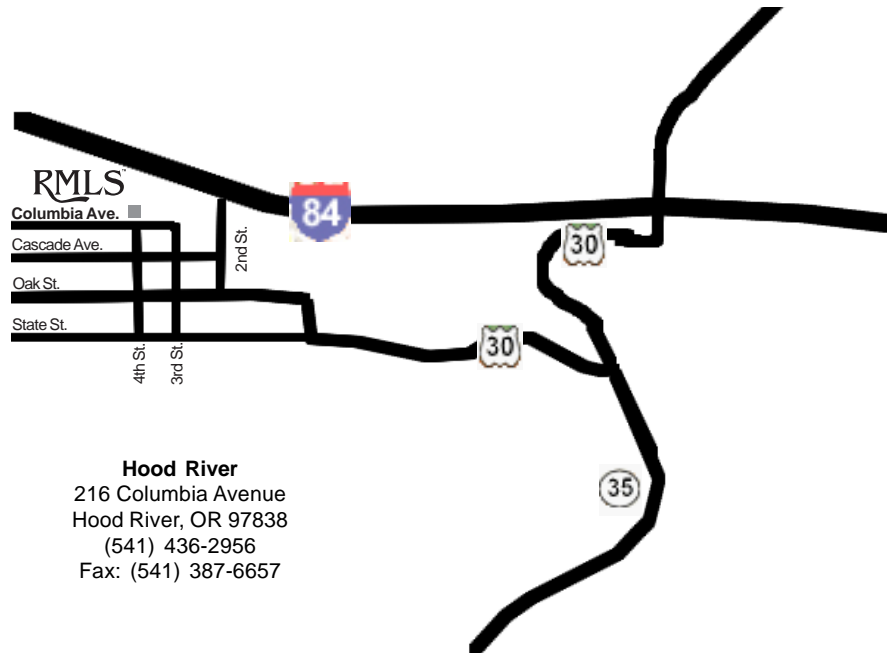 RMLS™
84
Columbia Ave.
Cascade Ave.
2nd St.
30
Oak St.
State St.
30
4th St.
3rd St.
Hood River
216 Columbia Avenue
35
Hood River, OR 97838
(541) 436-2956
Fax: (541) 387-6657